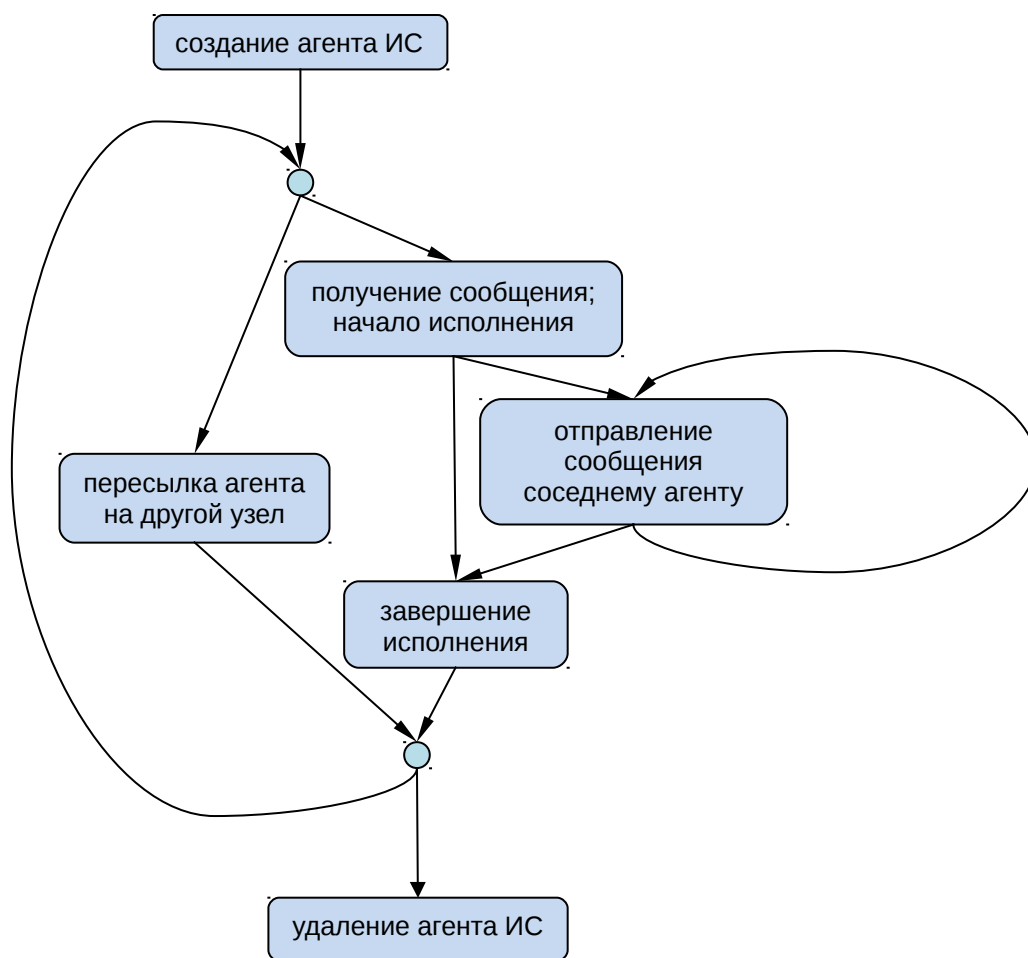 создание агента ИС
получение сообщения;
начало исполнения
отправление
сообщения
соседнему агенту
пересылка агента
на другой узел
завершение
исполнения
удаление агента ИС